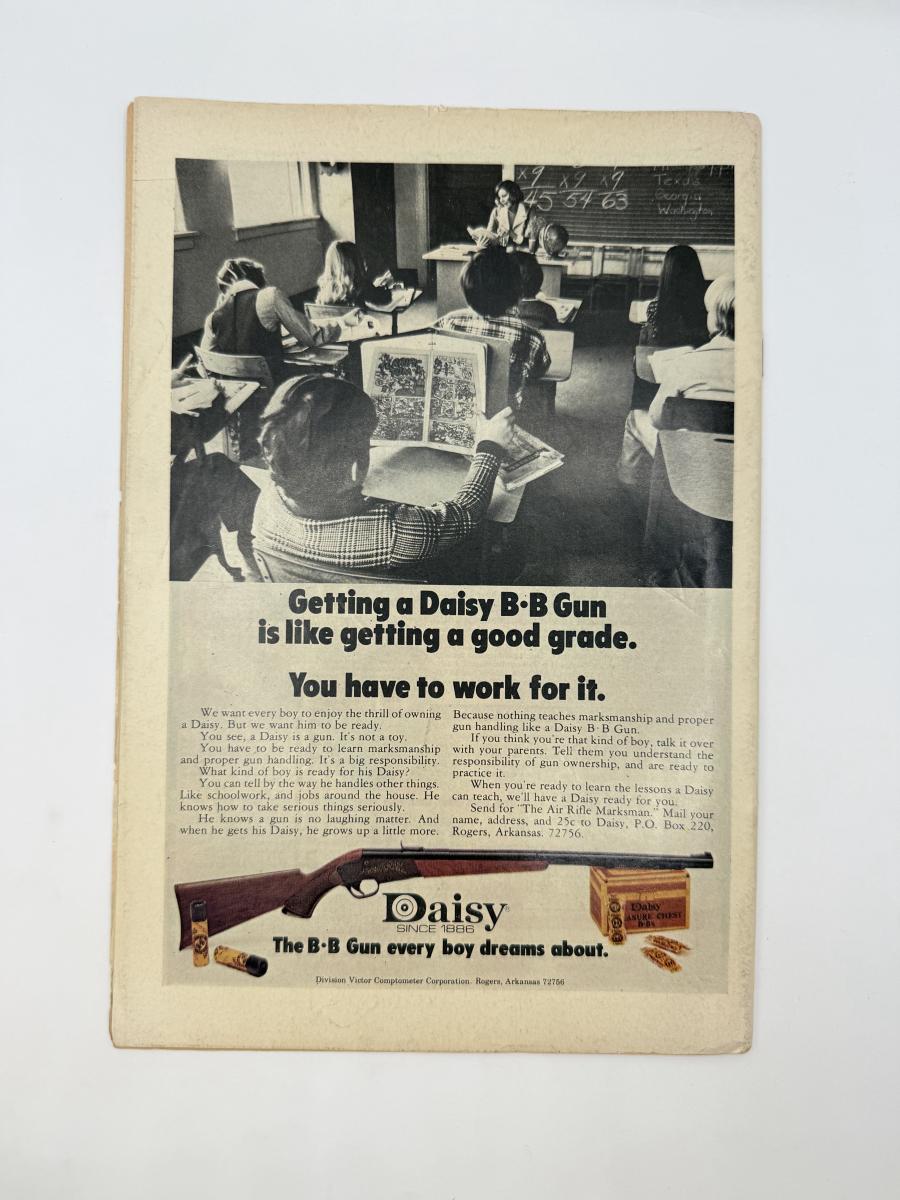 x9 x9 x9
45 54 63
Texas
Georgia
Washington
Getting a Daisy B·B Gun
is like getting a good grade.
You have to work for it.
We want every boy to enjoy the thrill of owning
a Daisy. But we want him to be ready.
You see, a Daisy is a gun. It's not a toy.
You have to be ready to learn marksmanship
and proper gun handling. It's a big responsibility.
What kind of boy is ready for his Daisy?
You can tell by the way he handles other things.
Like schoolwork, and jobs around the house. He
knows how to take serious things seriously.
He knows a gun is no laughing matter. And
when he gets his Daisy, he grows up a little more.
Because nothing teaches marksmanship and proper
gun handling like a Daisy B·B Gun.
If you think you're that kind of boy, talk it over
with your parents. Tell them you understand the
responsibility of gun ownership, and are ready to
practice it.
When you're ready to learn the lessons a Daisy
can teach, we'll have a Daisy ready for you.
Send for "The Air Rifle Marksman." Mail your
name, address, and 25c to Daisy, P.O. Box 220,
Rogers, Arkansas. 72756.
Daisy®
SINCE 1886
Daisy
CHEST
The B·B Gun every boy dreams about.
Division Victor Comptometer Corporation. Rogers, Arkansas 72756